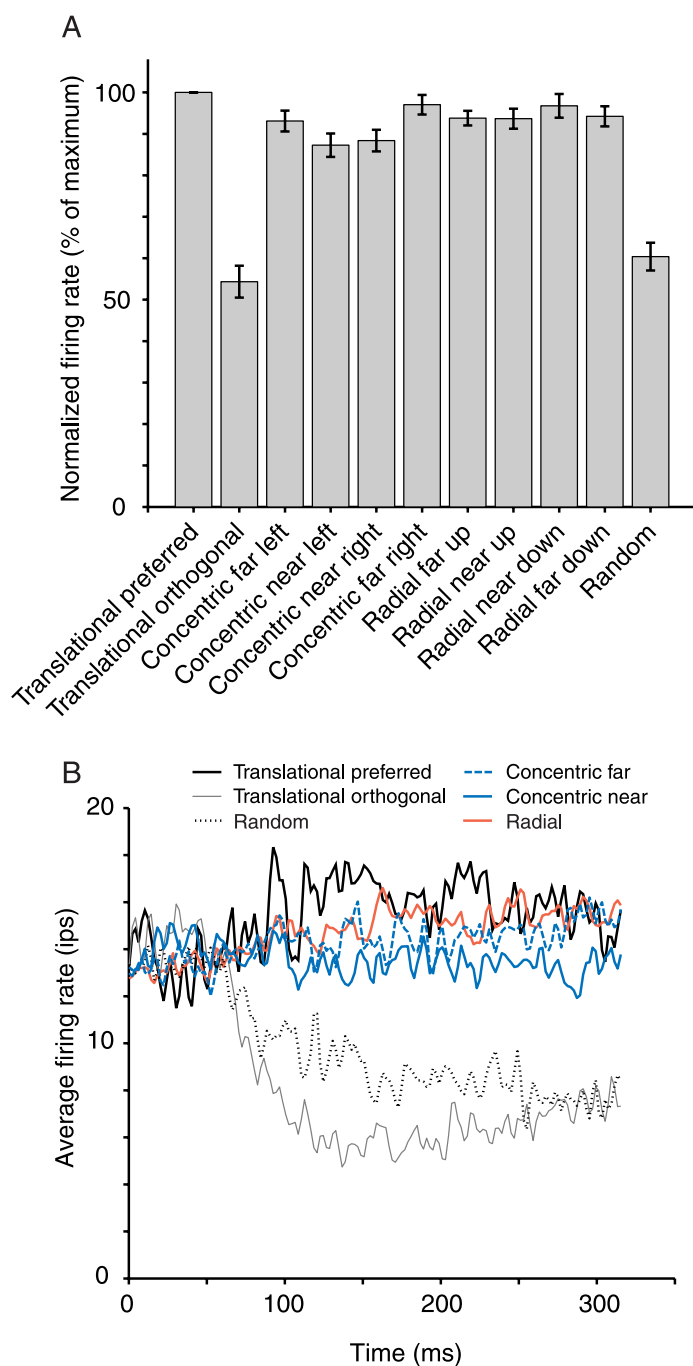 A
Normalized firing rate (% of maximum)
100
50
0
Translational preferred
Translational orthogonal
Concentric far left
Concentric near left
Concentric near right
Concentric far right
Radial far up
Radial near up
Radial near down
Radial far down
Random
B
Translational preferred
Translational orthogonal
Random
Concentric far
Concentric near
Radial
Average firing rate (ips)
20
10
0
0 100 200 300
Time (ms)